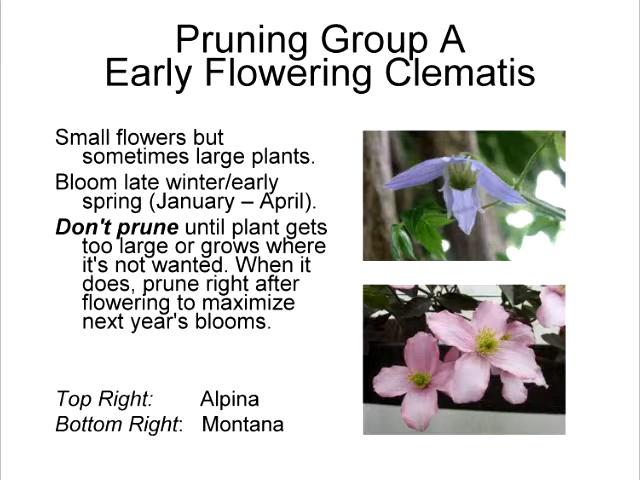 Pruning Group A
Early Flowering Clematis
Small flowers but
sometimes large plants.
Bloom late winter/early
spring (January – April).
Don't prune until plant gets
too large or grows where
it's not wanted. When it
does, prune right after
flowering to maximize
next year's blooms.
Top Right: Alpina
Bottom Right: Montana